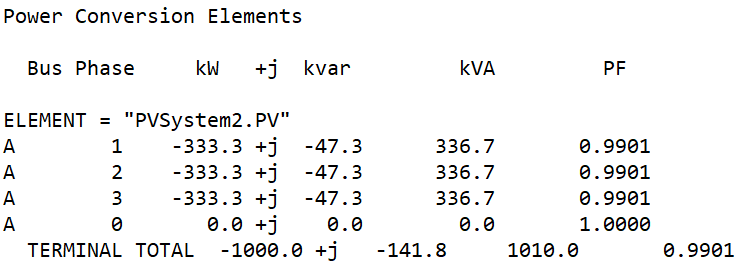 Power Conversion Elements
Bus Phase kW +j kvar kVA PF
ELEMENT = "PVSystem2.PV"
A 1 -333.3 +j -47.3 336.7 0.9901
A 2 -333.3 +j -47.3 336.7 0.9901
A 3 -333.3 +j -47.3 336.7 0.9901
A 0 0.0 +j 0.0 0.0 1.0000
TERMINAL TOTAL -1000.0 +j -141.8 1010.0 0.9901